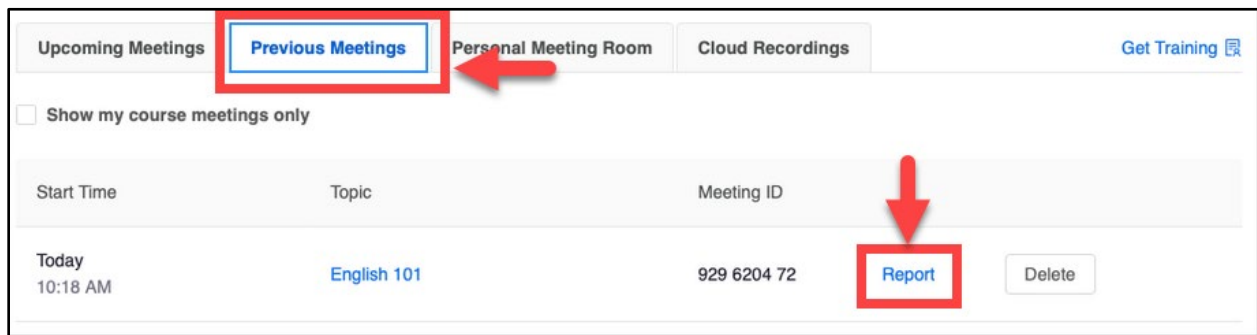 Upcoming Meetings Previous Meetings Personal Meeting Room Cloud Recordings Get Training
Show my course meetings only
Start Time Topic Meeting ID
Today
10:18 AM
English 101 929 6204 72 Report Delete